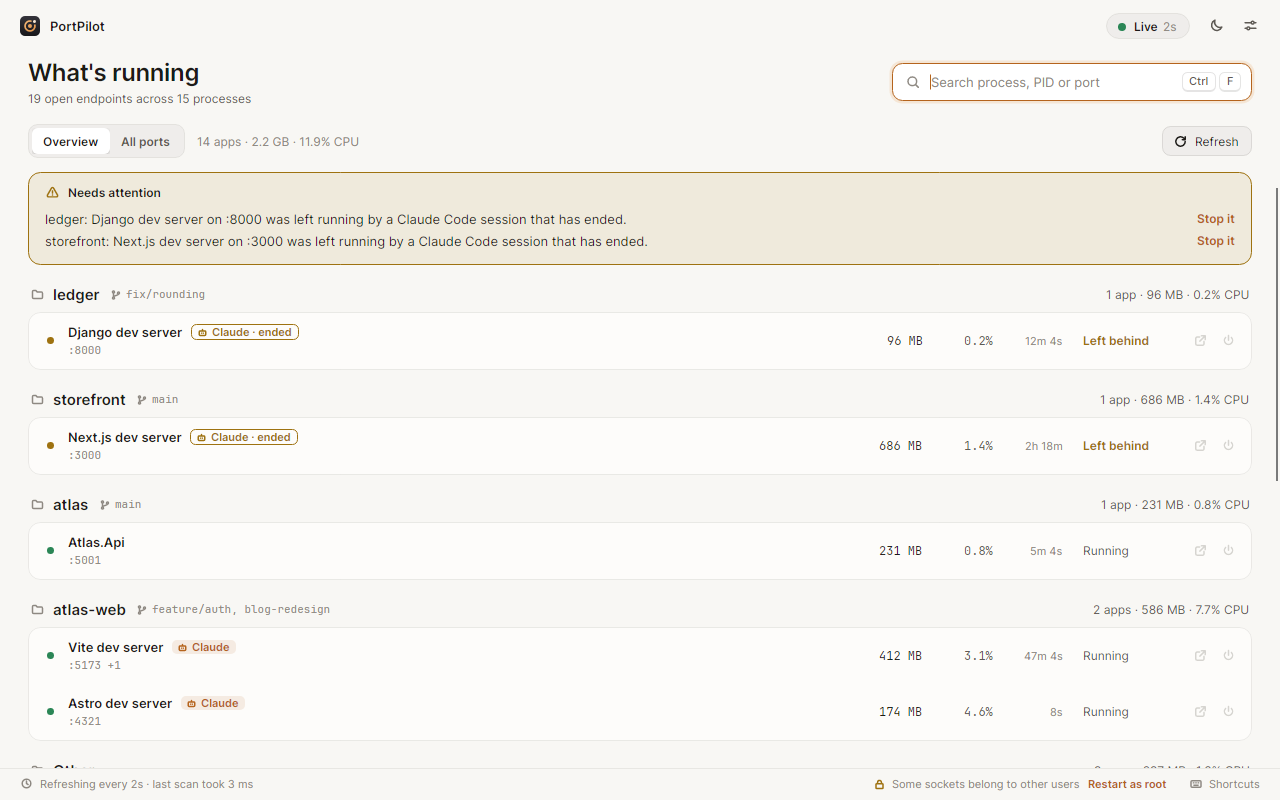 PortPilot
Live 2s
What's running
19 open endpoints across 15 processes
Search process, PID or port Ctrl F
Overview All ports 14 apps · 2.2 GB · 11.9% CPU Refresh
Needs attention
ledger: Django dev server on :8000 was left running by a Claude Code session that has ended. Stop it
storefront: Next.js dev server on :3000 was left running by a Claude Code session that has ended. Stop it
ledger fix/rounding 1 app · 96 MB · 0.2% CPU
Django dev server Claude · ended
:8000
96 MB 0.2% 12m 4s Left behind
storefront main 1 app · 686 MB · 1.4% CPU
Next.js dev server Claude · ended
:3000
686 MB 1.4% 2h 18m Left behind
atlas main 1 app · 231 MB · 0.8% CPU
Atlas.Api
:5001
231 MB 0.8% 5m 4s Running
atlas-web feature/auth, blog-redesign 2 apps · 586 MB · 7.7% CPU
Vite dev server Claude
:5173 +1
412 MB 3.1% 47m 4s Running
Astro dev server Claude
:4321
174 MB 4.6% 8s Running
Refreshing every 2s · last scan took 3 ms
Some sockets belong to other users Restart as root Shortcuts